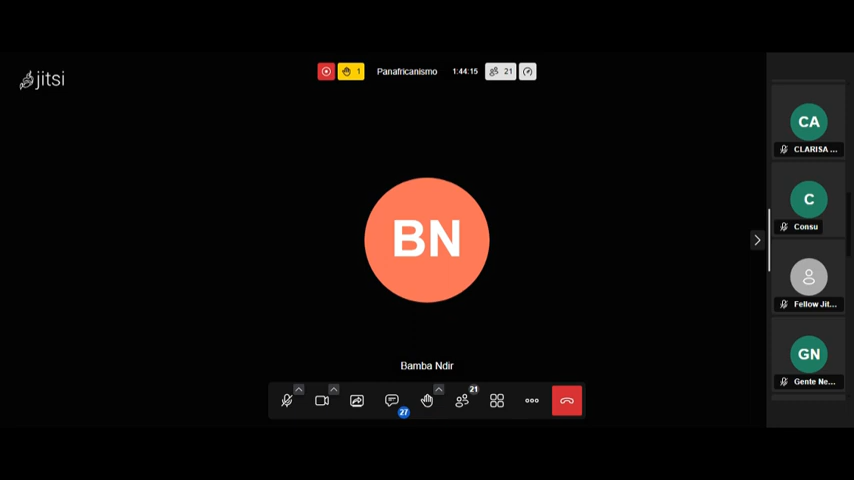 jitsi
1 Panafricanismo 1:44:15 21
CA
CLARISA ...
C
Consu
Fellow Jit...
GN
Gente Ne...
BN
Bamba Ndir
21
27